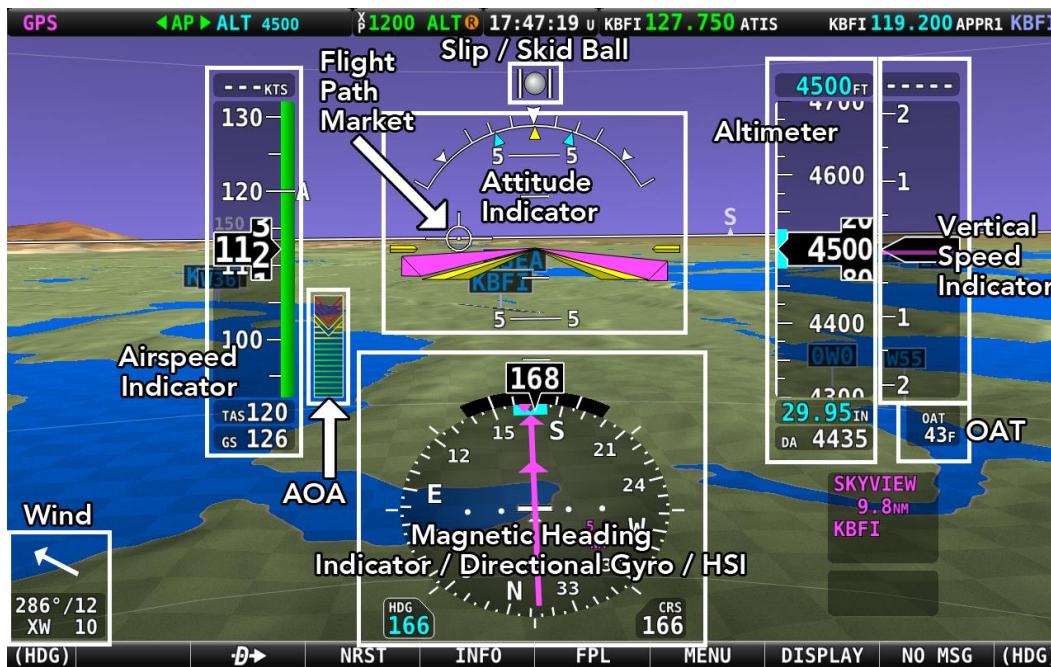 GPS ◀AP▶ ALT 4500 XP1200 ALT R 17:47:19 U KBFI 127.750 ATIS KBFI 119.200 APPR1 KBFI
Slip / Skid Ball
Flight
Path
Market
---KTS
130
120
A
150
112
100
TAS 120
GS 126
Airspeed
Indicator
AOA
5 5
Attitude
Indicator
KBFI
5 5
S
Altimeter
4500FT
4700
4600
20
4500
80
4400
4300
29.95IN
DA 4435
-----
2
1
1
2
Vertical
Speed
Indicator
0W0
W55
OAT
43F
OAT
SKYVIEW
9.8NM
KBFI
168
15 S 21
12 24
E W
N 33
Magnetic Heading
Indicator / Directional Gyro / HSI
HDG
166
CRS
166
Wind
286°/12
XW 10
(HDG) D NRST INFO FPL MENU DISPLAY NO MSG (HDG